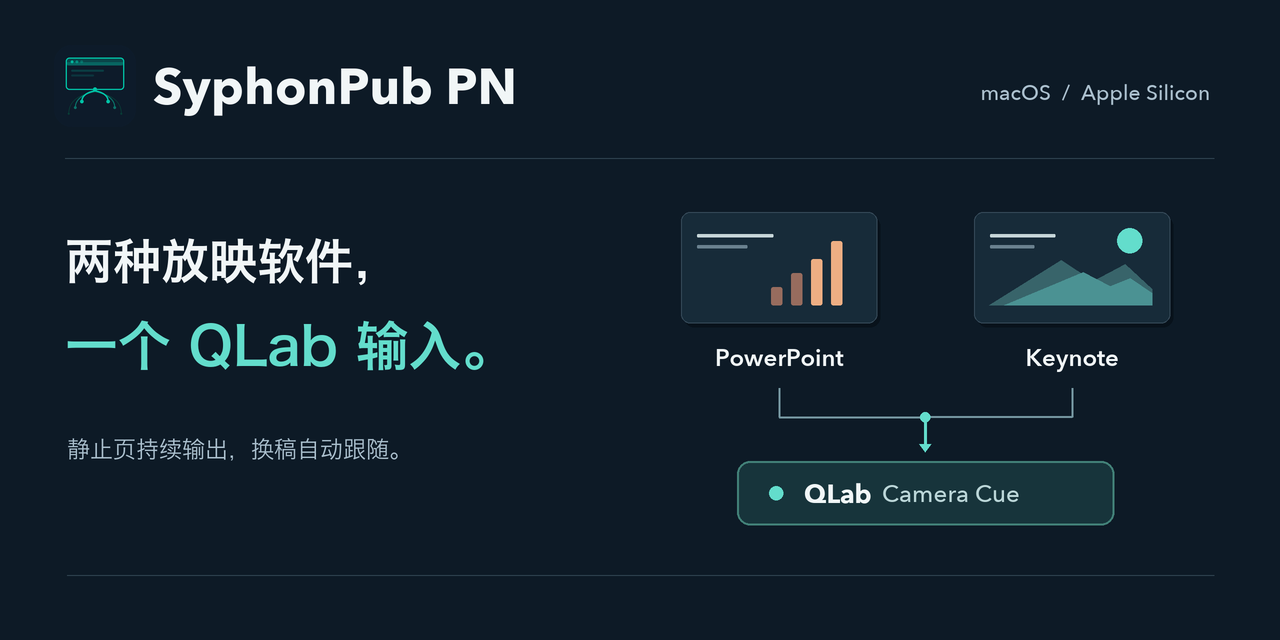 SyphonPub PN
macOS / Apple Silicon
两种放映软件,
一个 QLab 输入。
静止页持续输出，换稿自动跟随。
PowerPoint
Keynote
QLab Camera Cue